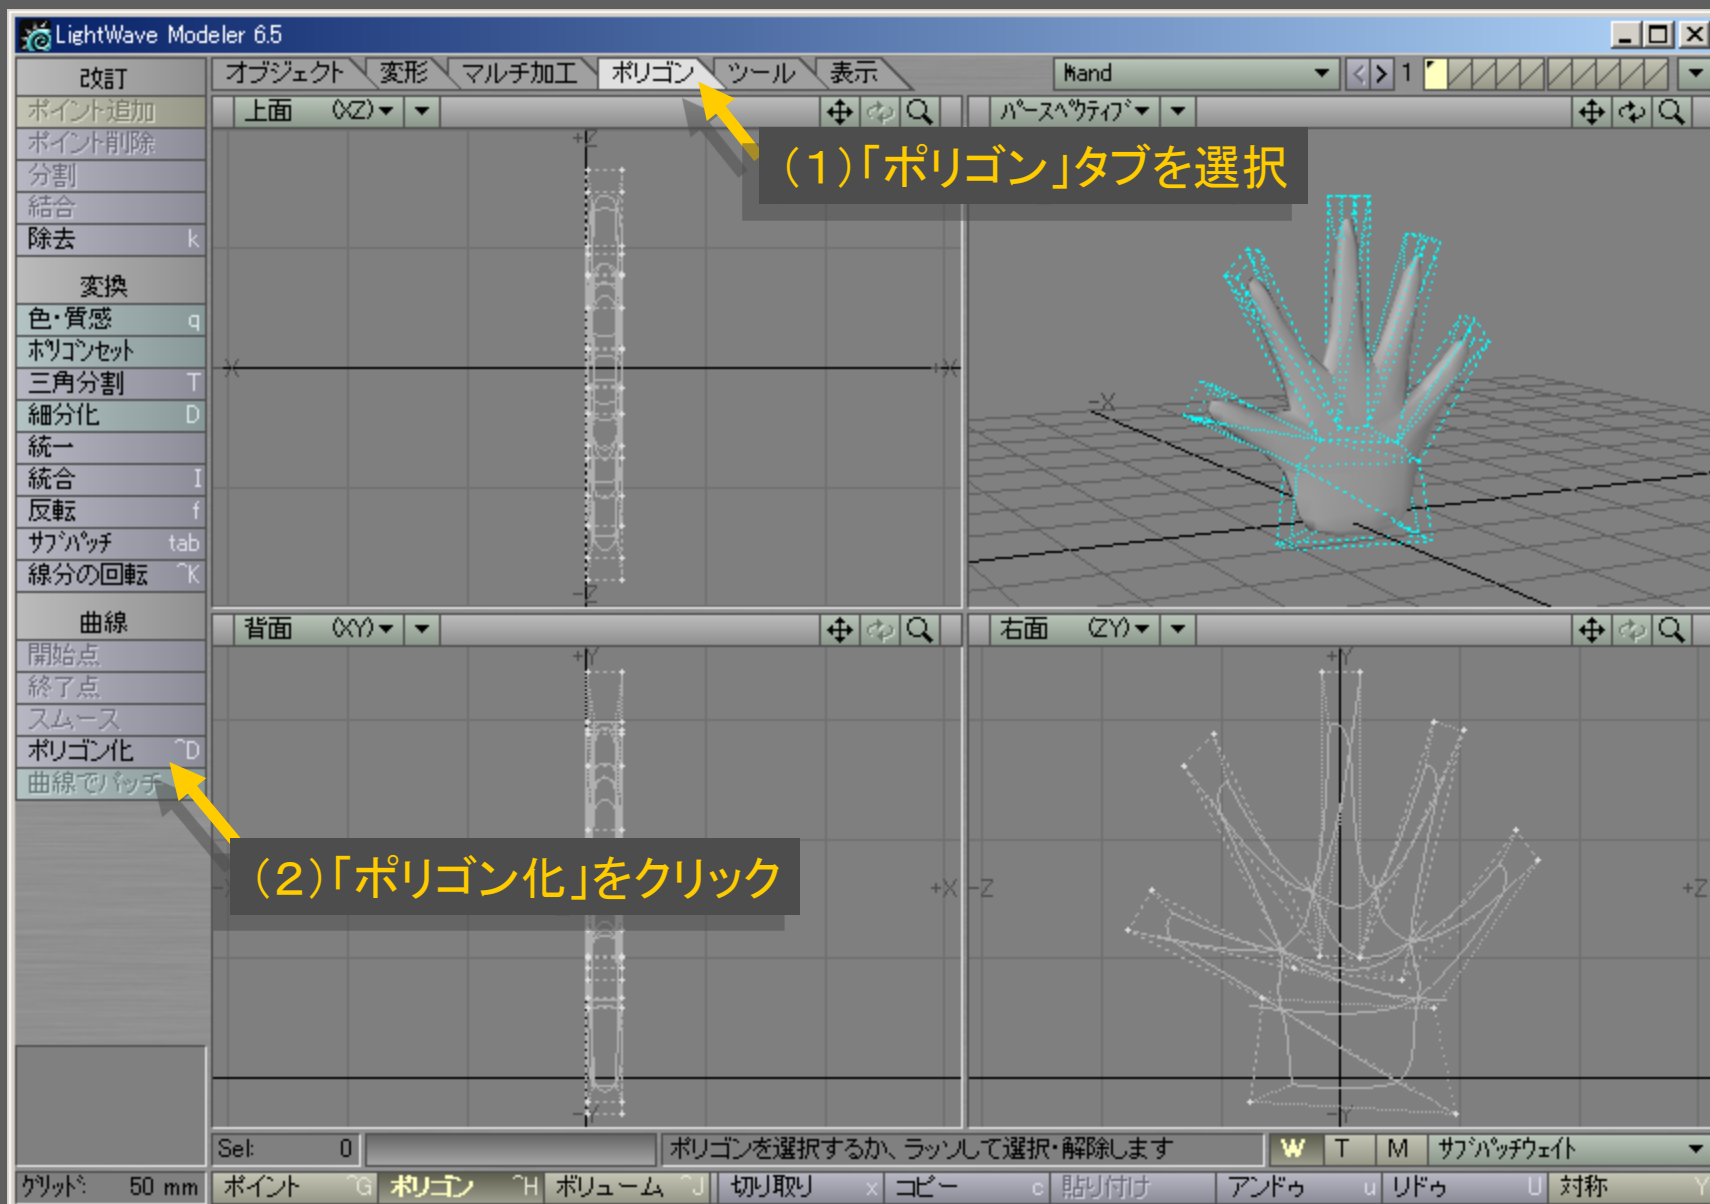 LightWave Modeler 6.5
オブジェクト 変形 マルチ加工 ポリゴン ツール 表示 Hand 1
改訂
ポイント追加
ポイント削除
分割
結合
除去 k
変換
色・質感 q
ポリゴンセット
三角分割 T
細分化 D
統一
統合 I
反転 f
サブパッチ tab
線分の回転 ^K
曲線
開始点
終了点
スムース
ポリゴン化 ^D
曲線でパッチ
上面 (XZ)
+Z
-X
+X
-Z
パースペクティブ
-X
(1)「ポリゴン」タブを選択
背面 (XY)
+Y
+X
-Y
右面 (ZY)
+Y
-Z
+Z
-Y
(2)「ポリゴン化」をクリック
Sel: 0 ポリゴンを選択するか、ラッソして選択・解除します W T M サブパッチウェイト
グリッド: 50 mm ポイント ^G ポリゴン ^H ボリューム ^J 切り取り x コピー c 貼り付け アンドゥ u リドゥ U 対称 Y